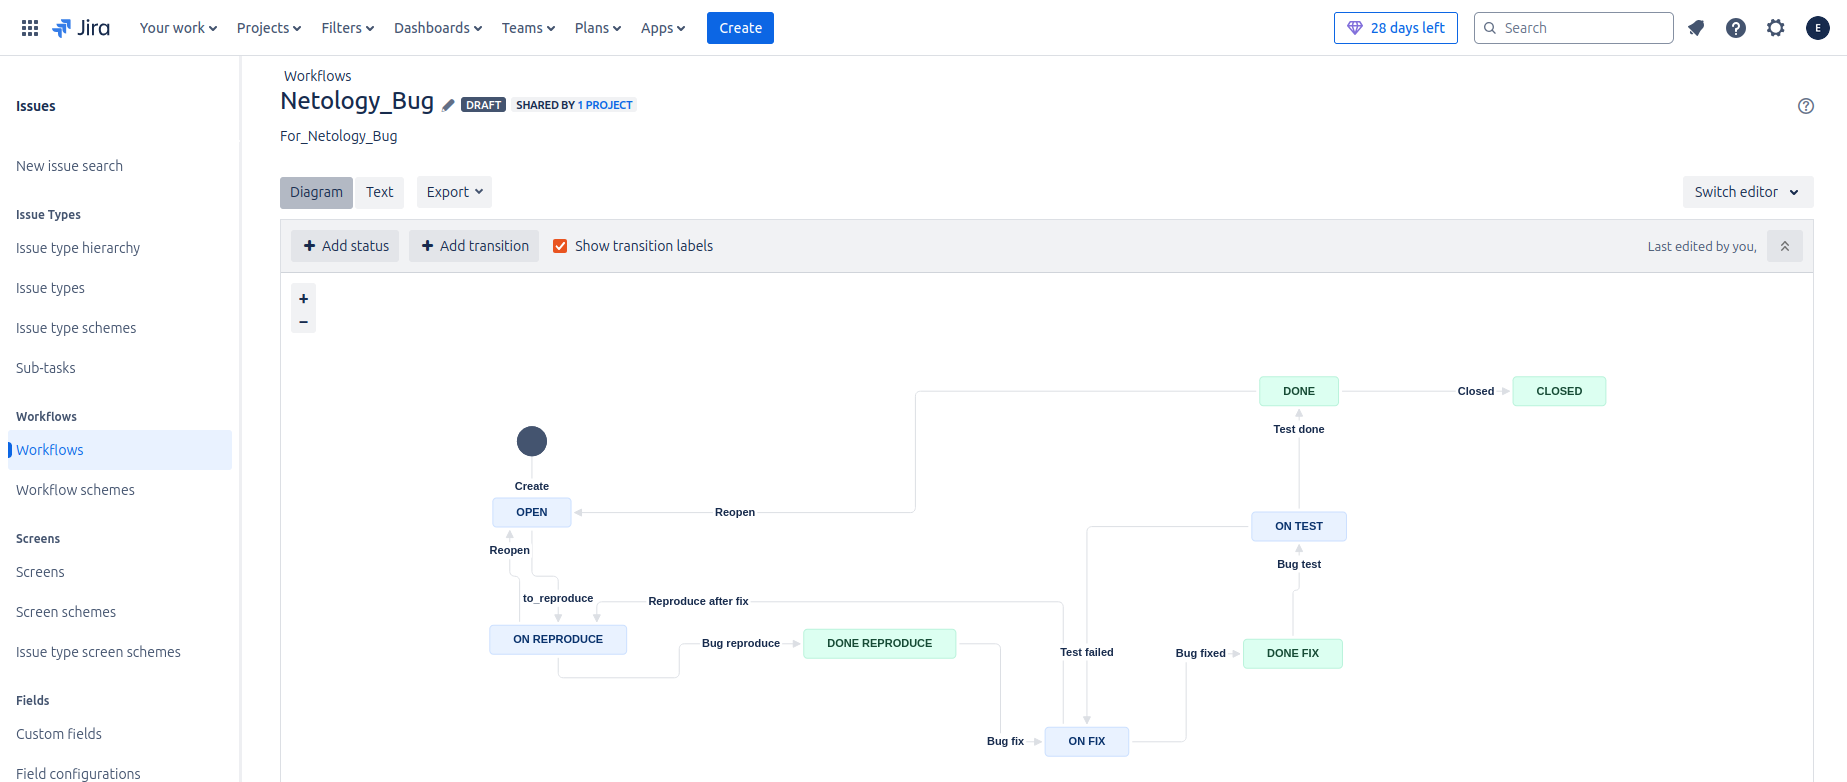 Jira
Your work
Projects
Filters
Dashboards
Teams
Plans
Apps
Create
28 days left
Search
E
Issues
New issue search
Issue Types
Issue type hierarchy
Issue types
Issue type schemes
Sub-tasks
Workflows
Workflows
Workflow schemes
Screens
Screens
Screen schemes
Issue type screen schemes
Fields
Custom fields
Field configurations
Workflows
Netology_Bug DRAFT SHARED BY 1 PROJECT
For_Netology_Bug
Diagram
Text
Export
Switch editor
+ Add status
+ Add transition
Show transition labels
Last edited by you,
+
−
DONE
Closed
CLOSED
Test done
Create
OPEN
Reopen
ON TEST
Reopen
Bug test
to_reproduce
Reproduce after fix
ON REPRODUCE
Bug reproduce
DONE REPRODUCE
Test failed
Bug fixed
DONE FIX
Bug fix
ON FIX